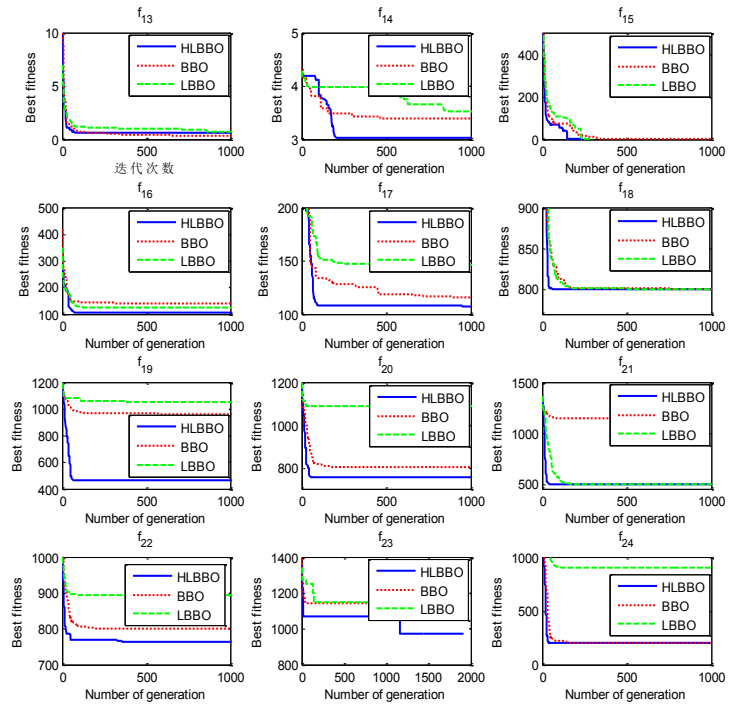 f13
f14
f15
10
5
0
Best fitness
0 500 1000
迭代次数
HLBBO
BBO
LBBO
5
4
3
Best fitness
0 500 1000
Number of generation
HLBBO
BBO
LBBO
400
200
0
Best fitness
0 500 1000
Number of generation
HLBBO
BBO
LBBO
f16
f17
f18
500
400
300
200
100
Best fitness
0 500 1000
Number of generation
HLBBO
BBO
LBBO
200
150
100
Best fitness
0 500 1000
Number of generation
HLBBO
BBO
LBBO
900
850
800
Best fitness
0 500 1000
Number of generation
HLBBO
BBO
LBBO
f19
f20
f21
1200
1000
800
600
400
Best fitness
0 500 1000
Number of generation
HLBBO
BBO
LBBO
1200
1000
800
Best fitness
0 500 1000
Number of generation
HLBBO
BBO
LBBO
1500
1000
500
Best fitness
0 500 1000
Number of generation
HLBBO
BBO
LBBO
f22
f23
f24
1000
900
800
700
Best fitness
0 500 1000
Number of generation
HLBBO
BBO
LBBO
1400
1200
1000
800
Best fitness
0 500 1000 1500 2000
Number of generation
HLBBO
BBO
LBBO
1000
500
0
Best fitness
0 500 1000
Number of generation
HLBBO
BBO
LBBO